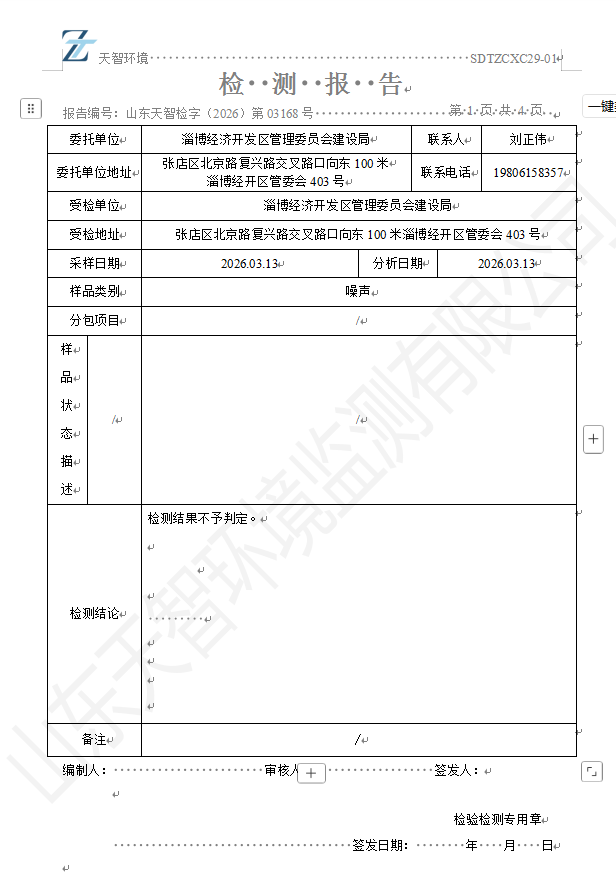 天智环境 SDTZCXC29-01
检测报告
报告编号：山东天智检字（2026）第 03168 号 第 1 页 共 4 页
一键
委托单位 淄博经济开发区管理委员会建设局 联系人 刘正伟
委托单位地址 张店区北京路复兴路交叉路口向东 100 米 联系电话 19806158357
淄博经开区管委会 403 号
受检单位 淄博经济开发区管理委员会建设局
受检地址 张店区北京路复兴路交叉路口向东 100 米淄博经开区管委会 403 号
采样日期 2026.03.13 分析日期 2026.03.13
样品类别 噪声
分包项目 /
样品状态描述 / /
检测结果不予判定。
检测结论
备注 /
编制人： 审核人 签发人：
检验检测专用章
签发日期： 年 月 日
山东天智环境监测有限公司